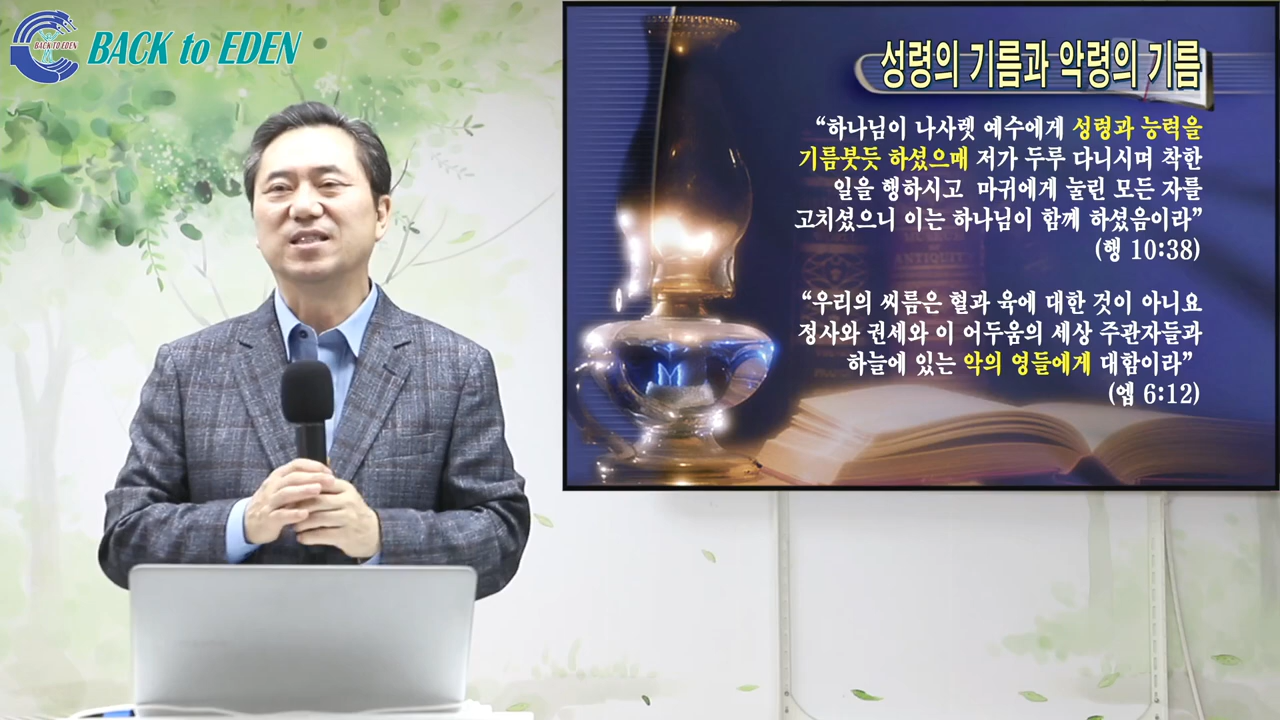 BACK TO EDEN
BACK to EDEN
성령의 기름과 악령의 기름
“하나님이 나사렛 예수에게 성령과 능력을
기름붓듯 하셨으매 저가 두루 다니시며 착한
일을 행하시고 마귀에게 눌린 모든 자를
고치셨으니 이는 하나님이 함께 하셨음이라”
(행 10:38)
“우리의 씨름은 혈과 육에 대한 것이 아니요
정사와 권세와 이 어두움의 세상 주관자들과
하늘에 있는 악의 영들에게 대함이라”
(엡 6:12)
ANTIQUITY